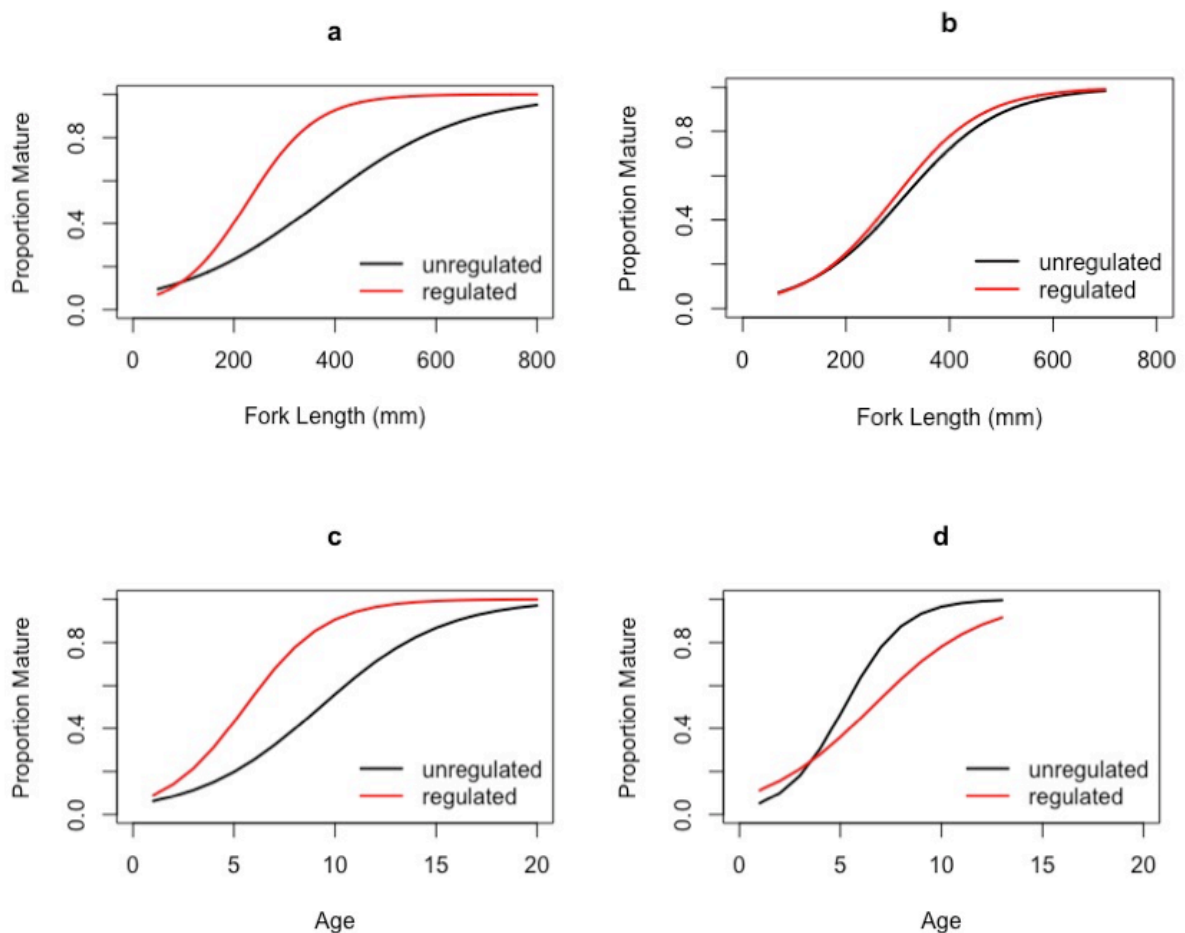 a
Proportion Mature
0.0 0.4 0.8
unregulated
regulated
0 200 400 600 800
Fork Length (mm)
b
Proportion Mature
0.0 0.4 0.8
unregulated
regulated
0 200 400 600 800
Fork Length (mm)
c
Proportion Mature
0.0 0.4 0.8
unregulated
regulated
0 5 10 15 20
Age
d
Proportion Mature
0.0 0.4 0.8
unregulated
regulated
0 5 10 15 20
Age